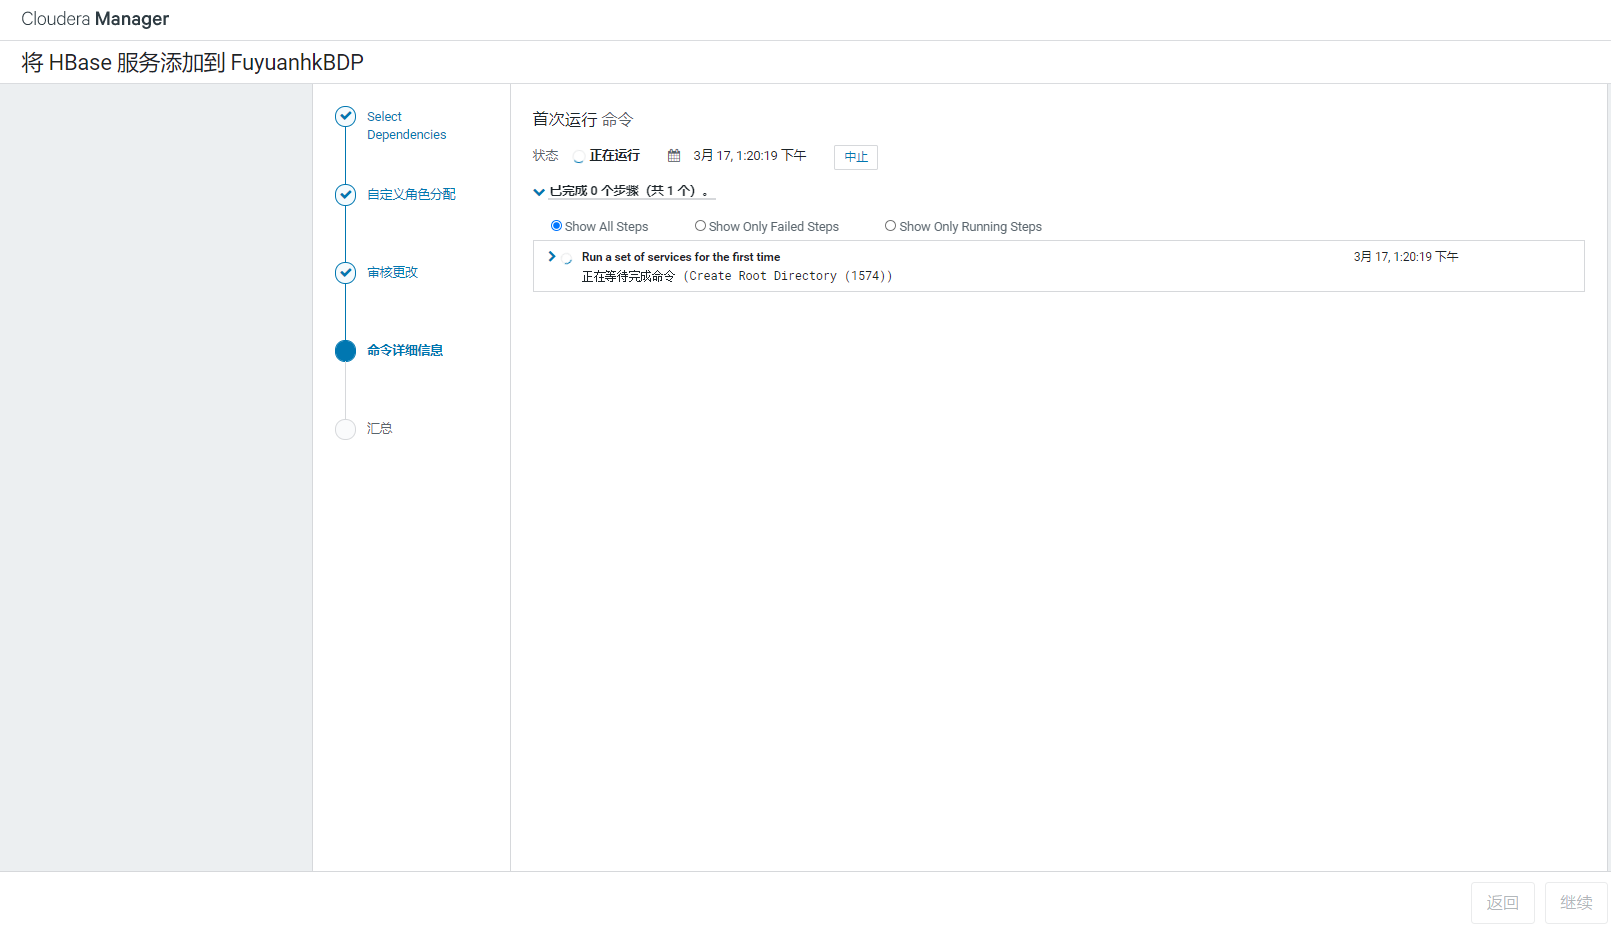 Cloudera Manager
将 HBase 服务添加到 FuyuanhkBDP
Select
Dependencies
自定义角色分配
审核更改
命令详细信息
汇总
首次运行 命令
状态 正在运行 3月 17, 1:20:19 下午 中止
已完成 0 个步骤（共 1 个）。
Show All Steps Show Only Failed Steps Show Only Running Steps
Run a set of services for the first time 3月 17, 1:20:19 下午
正在等待完成命令 (Create Root Directory (1574))
返回 继续